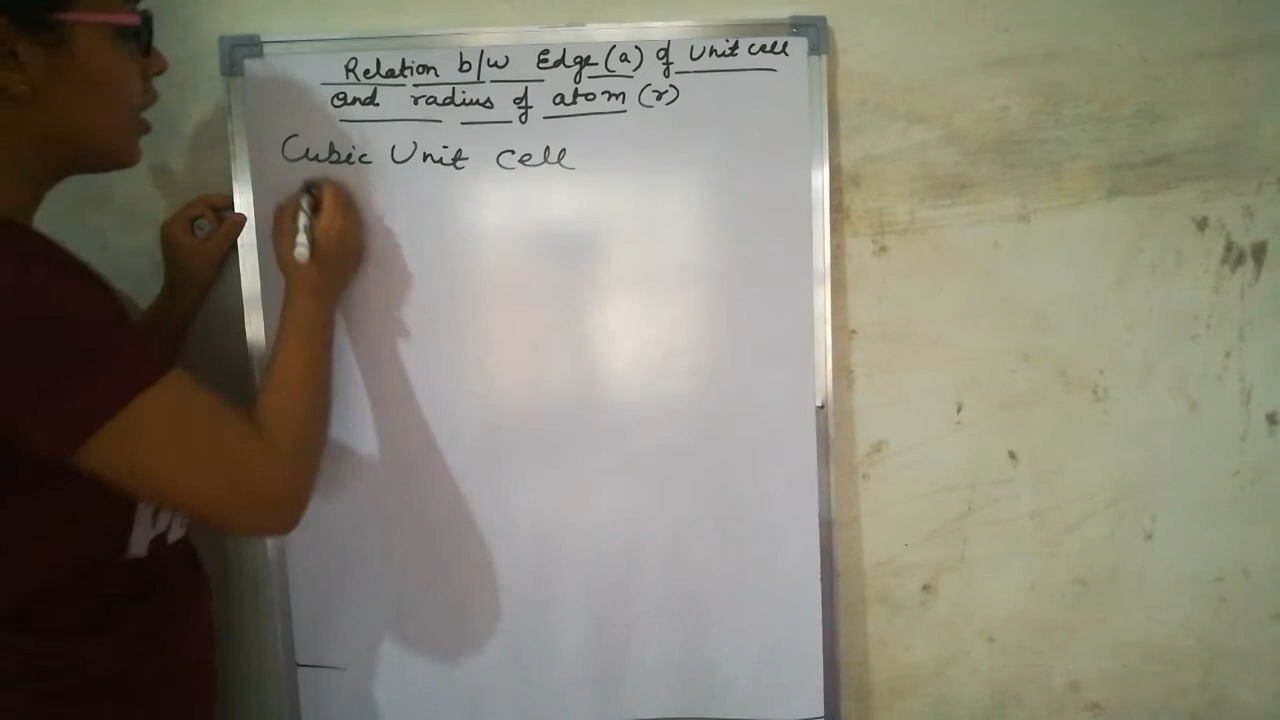 Relation b/w Edge (a) of Unit cell
and radius of atom (r)
Cubic Unit Cell